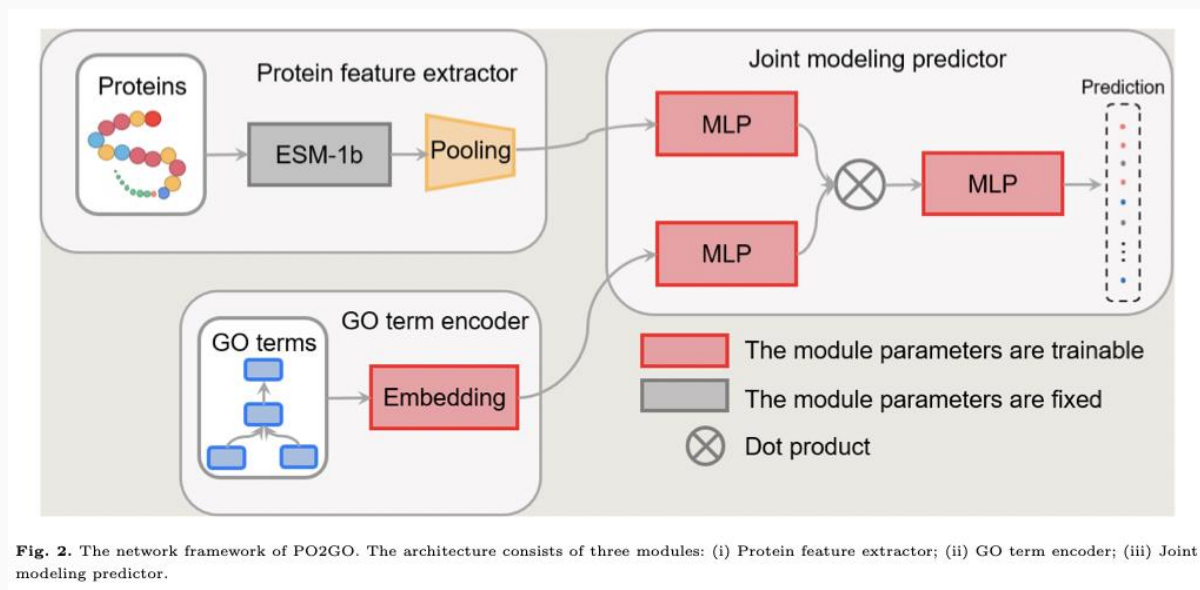 Proteins
Protein feature extractor
ESM-1b
Pooling
Joint modeling predictor
Prediction
MLP
MLP
MLP
GO term encoder
GO terms
Embedding
The module parameters are trainable
The module parameters are fixed
Dot product
Fig. 2. The network framework of PO2GO. The architecture consists of three modules: (i) Protein feature extractor; (ii) GO term encoder; (iii) Joint
modeling predictor.